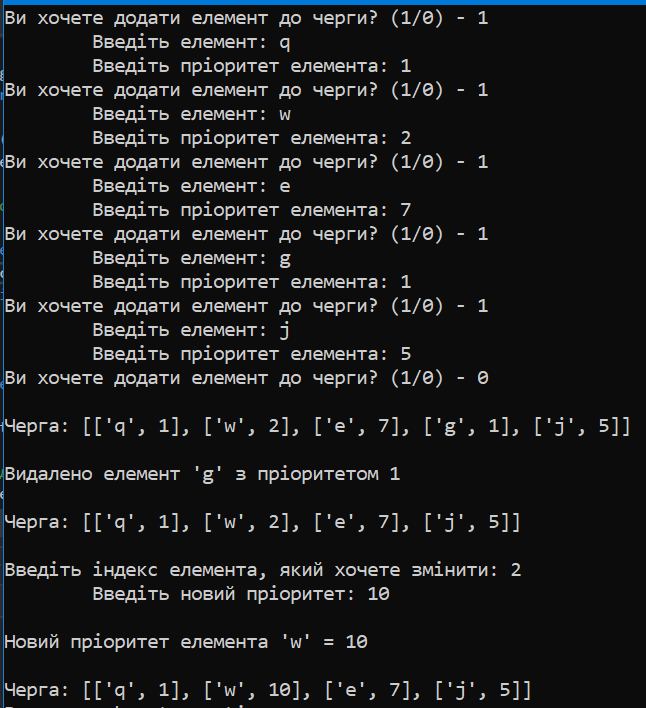 Ви хочете додати елемент до черги? (1/0) - 1
Введіть елемент: q
Введіть пріоритет елемента: 1
Ви хочете додати елемент до черги? (1/0) - 1
Введіть елемент: w
Введіть пріоритет елемента: 2
Ви хочете додати елемент до черги? (1/0) - 1
Введіть елемент: e
Введіть пріоритет елемента: 7
Ви хочете додати елемент до черги? (1/0) - 1
Введіть елемент: g
Введіть пріоритет елемента: 1
Ви хочете додати елемент до черги? (1/0) - 1
Введіть елемент: j
Введіть пріоритет елемента: 5
Ви хочете додати елемент до черги? (1/0) - 0
Черга: [['q', 1], ['w', 2], ['e', 7], ['g', 1], ['j', 5]]
Видалено елемент 'g' з пріоритетом 1
Черга: [['q', 1], ['w', 2], ['e', 7], ['j', 5]]
Введіть індекс елемента, який хочете змінити: 2
Введіть новий пріоритет: 10
Новий пріоритет елемента 'w' = 10
Черга: [['q', 1], ['w', 10], ['e', 7], ['j', 5]]